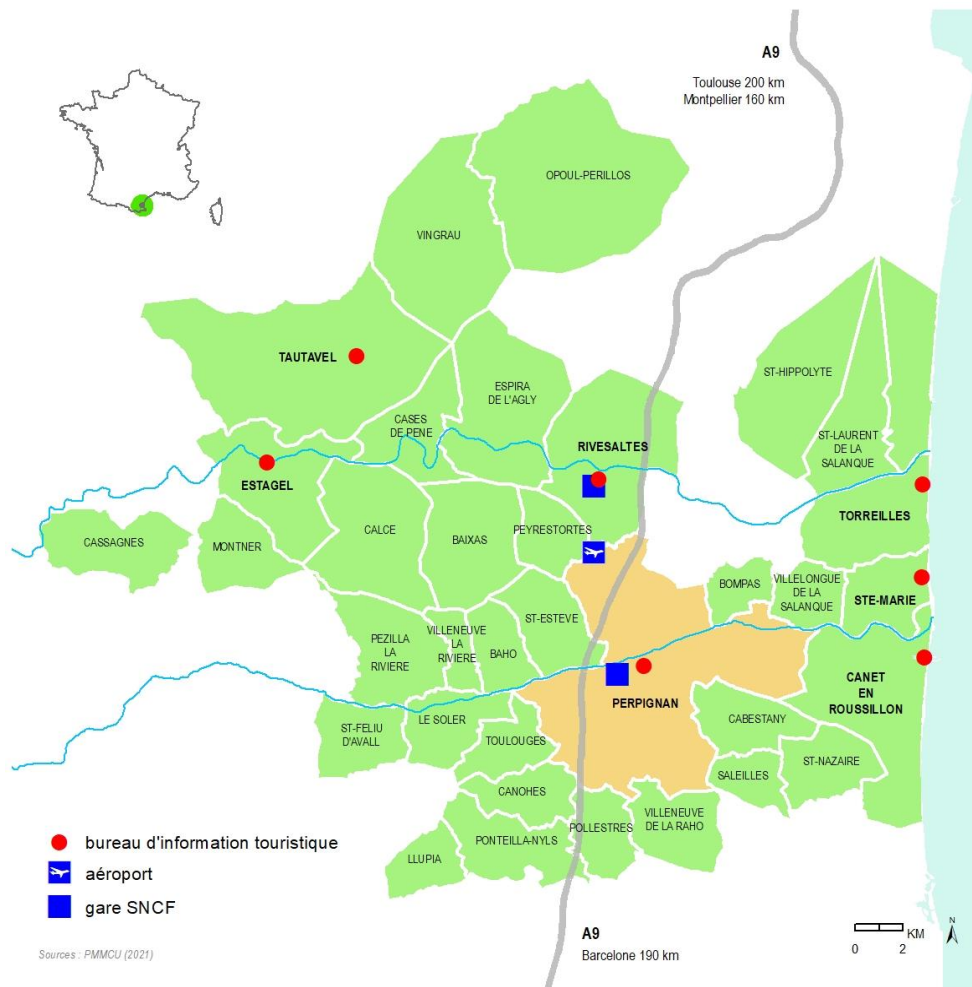 A9
Toulouse 200 km
Montpellier 160 km
OPOUL-PERILLOS
VINGRAU
TAUTAVEL
ST-HIPPOLYTE
ESPIRA
DE L'AGLY
CASES
DE PENE
RIVESALTES
ST-LAURENT
DE LA
SALANQUE
ESTAGEL
TORREILLES
CASSAGNES
MONTNER
CALCE
BAIXAS
PEYRESTORTES
BOMPAS
VILLELONGUE
DE LA
SALANQUE
STE-MARIE
ST-ESTEVE
PEZILLA
LA
RIVIERE
VILLENEUVE
LA
RIVIERE
BAHO
PERPIGNAN
CANET
EN
ROUSSILLON
ST-FELIU
D'AVALL
LE SOLER
TOULOUGES
CABESTANY
ST-NAZAIRE
SALEILLES
CANOHES
LLUPIA
PONTEILLA-NYLS
POLLESTRES
VILLENEUVE
DE LA RAHO
bureau d'information touristique
aéroport
gare SNCF
Sources : PMMCU (2021)
A9
Barcelone 190 km
KM
0 2
N